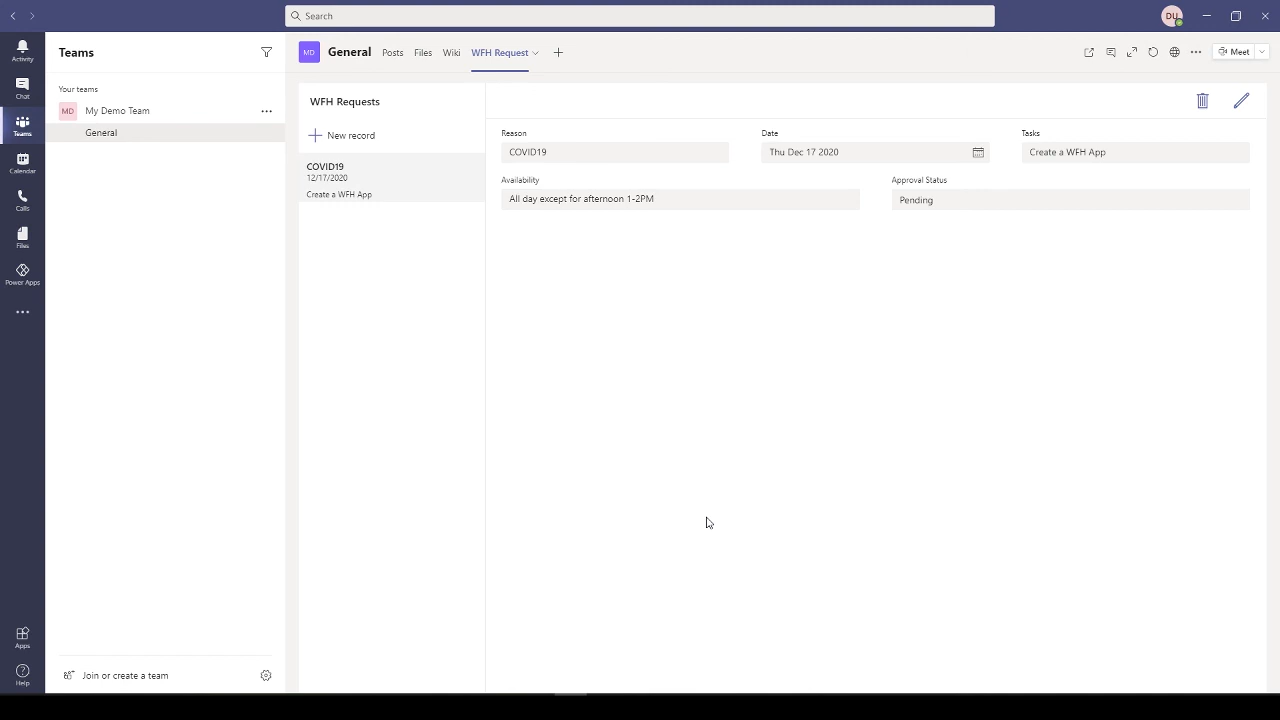 Search
DU
Activity
Chat
Teams
Calendar
Calls
Files
Power Apps
Apps
Help
Teams
Your teams
MD My Demo Team
General
Join or create a team
MD General Posts Files Wiki WFH Request
Meet
WFH Requests
New record
COVID19
12/17/2020
Create a WFH App
Reason
COVID19
Date
Thu Dec 17 2020
Tasks
Create a WFH App
Availability
All day except for afternoon 1-2PM
Approval Status
Pending